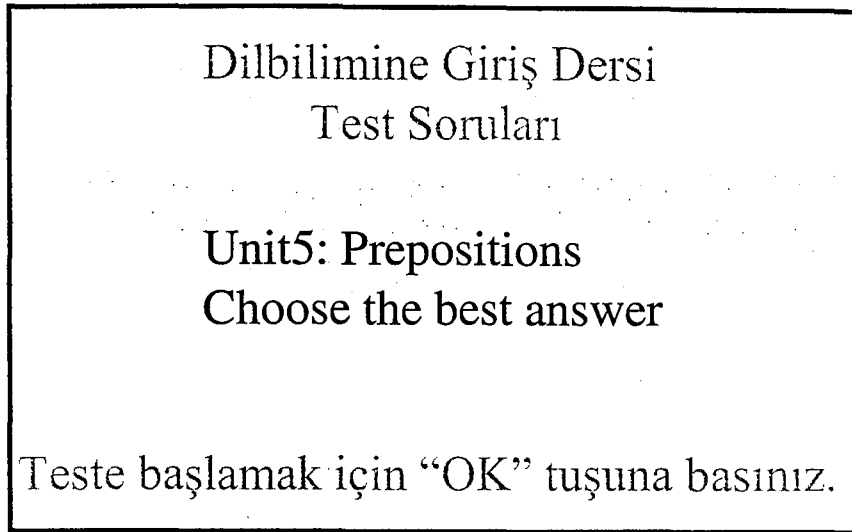 Dilbilimine Giriş Dersi
Test Soruları
Unit5: Prepositions
Choose the best answer
Teste başlamak için “OK” tuşuna basınız.